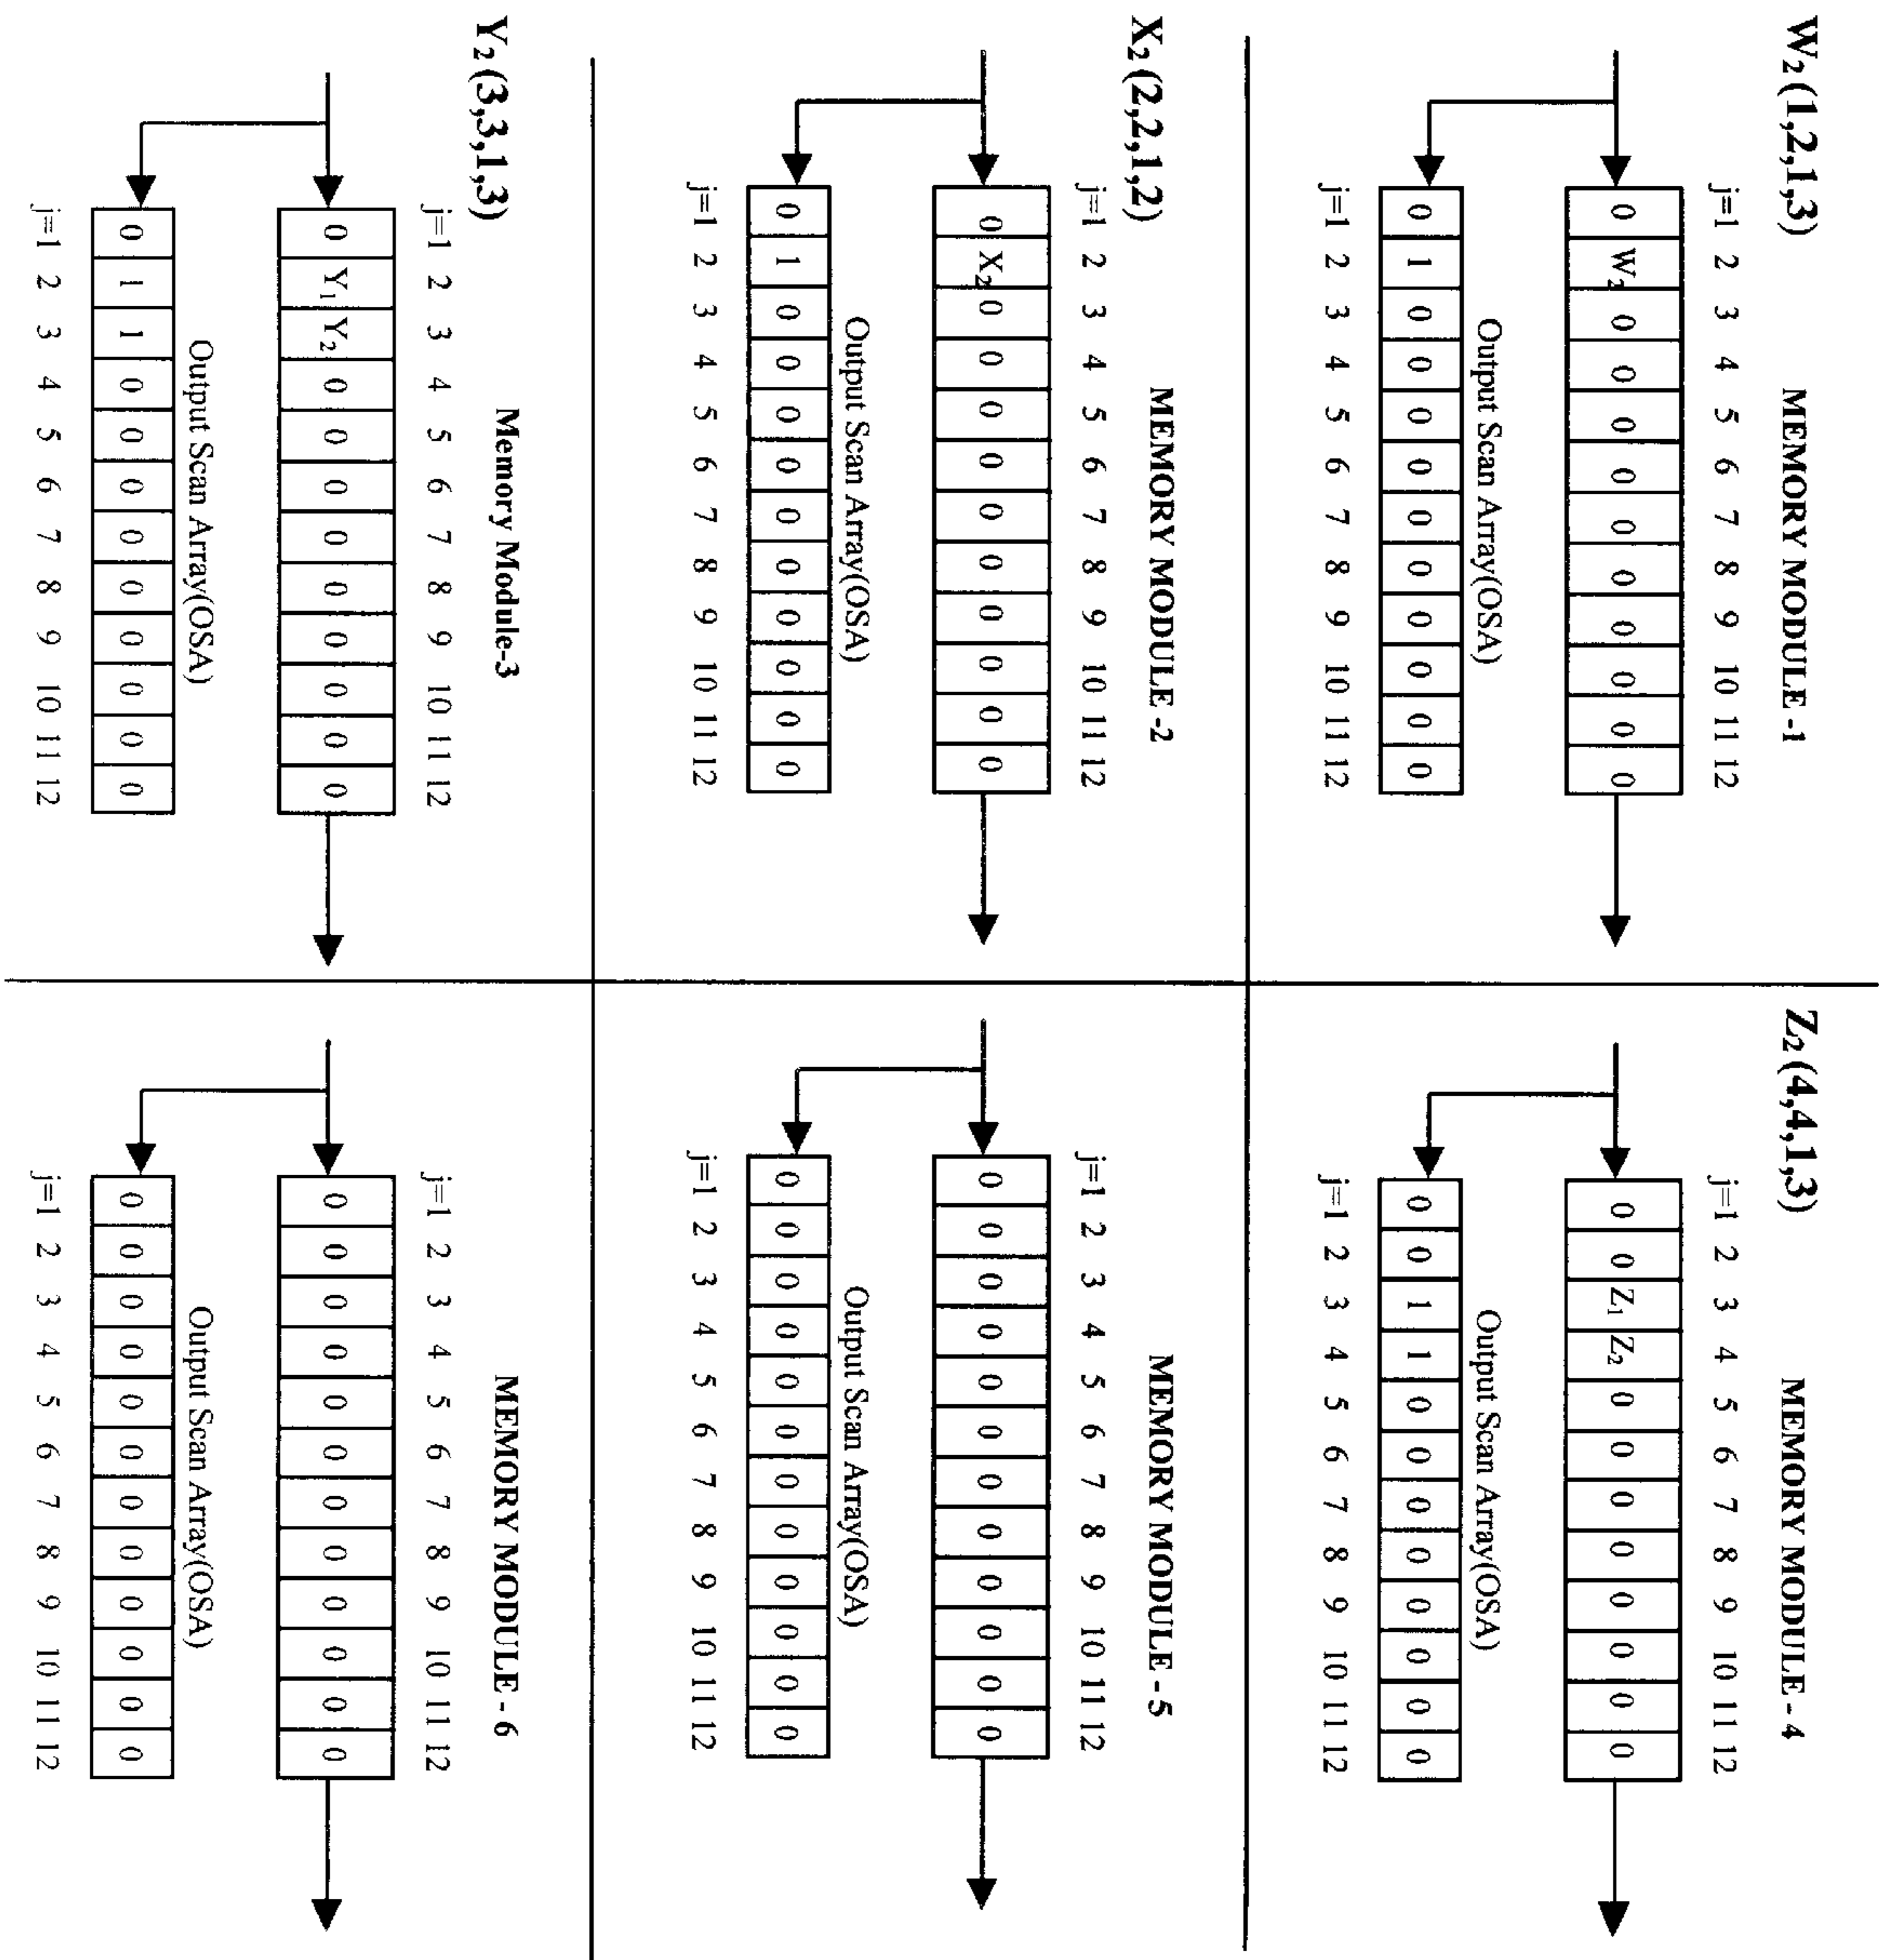 W₂ (1,2,1,3)
MEMORY MODULE -1
j=1 2 3 4 5 6 7 8 9 10 11 12
0 W₂ 0 0 0 0 0 0 0 0 0 0
Output Scan Array(OSA)
0 1 0 0 0 0 0 0 0 0 0 0
j=1 2 3 4 5 6 7 8 9 10 11 12
Z₂ (4,4,1,3)
MEMORY MODULE - 4
j=1 2 3 4 5 6 7 8 9 10 11 12
0 0 Z₁ Z₂ 0 0 0 0 0 0 0 0
Output Scan Array(OSA)
0 0 1 1 0 0 0 0 0 0 0 0
j=1 2 3 4 5 6 7 8 9 10 11 12
X₂ (2,2,1,2)
MEMORY MODULE -2
j=1 2 3 4 5 6 7 8 9 10 11 12
0 X₂ 0 0 0 0 0 0 0 0 0 0
Output Scan Array(OSA)
0 1 0 0 0 0 0 0 0 0 0 0
j=1 2 3 4 5 6 7 8 9 10 11 12
MEMORY MODULE - 5
j=1 2 3 4 5 6 7 8 9 10 11 12
0 0 0 0 0 0 0 0 0 0 0 0
Output Scan Array(OSA)
0 0 0 0 0 0 0 0 0 0 0 0
j=1 2 3 4 5 6 7 8 9 10 11 12
Y₂ (3,3,1,3)
Memory Module-3
j=1 2 3 4 5 6 7 8 9 10 11 12
0 Y₁ Y₂ 0 0 0 0 0 0 0 0 0
Output Scan Array(OSA)
0 1 1 0 0 0 0 0 0 0 0 0
j=1 2 3 4 5 6 7 8 9 10 11 12
MEMORY MODULE - 6
j=1 2 3 4 5 6 7 8 9 10 11 12
0 0 0 0 0 0 0 0 0 0 0 0
Output Scan Array(OSA)
0 0 0 0 0 0 0 0 0 0 0 0
j=1 2 3 4 5 6 7 8 9 10 11 12